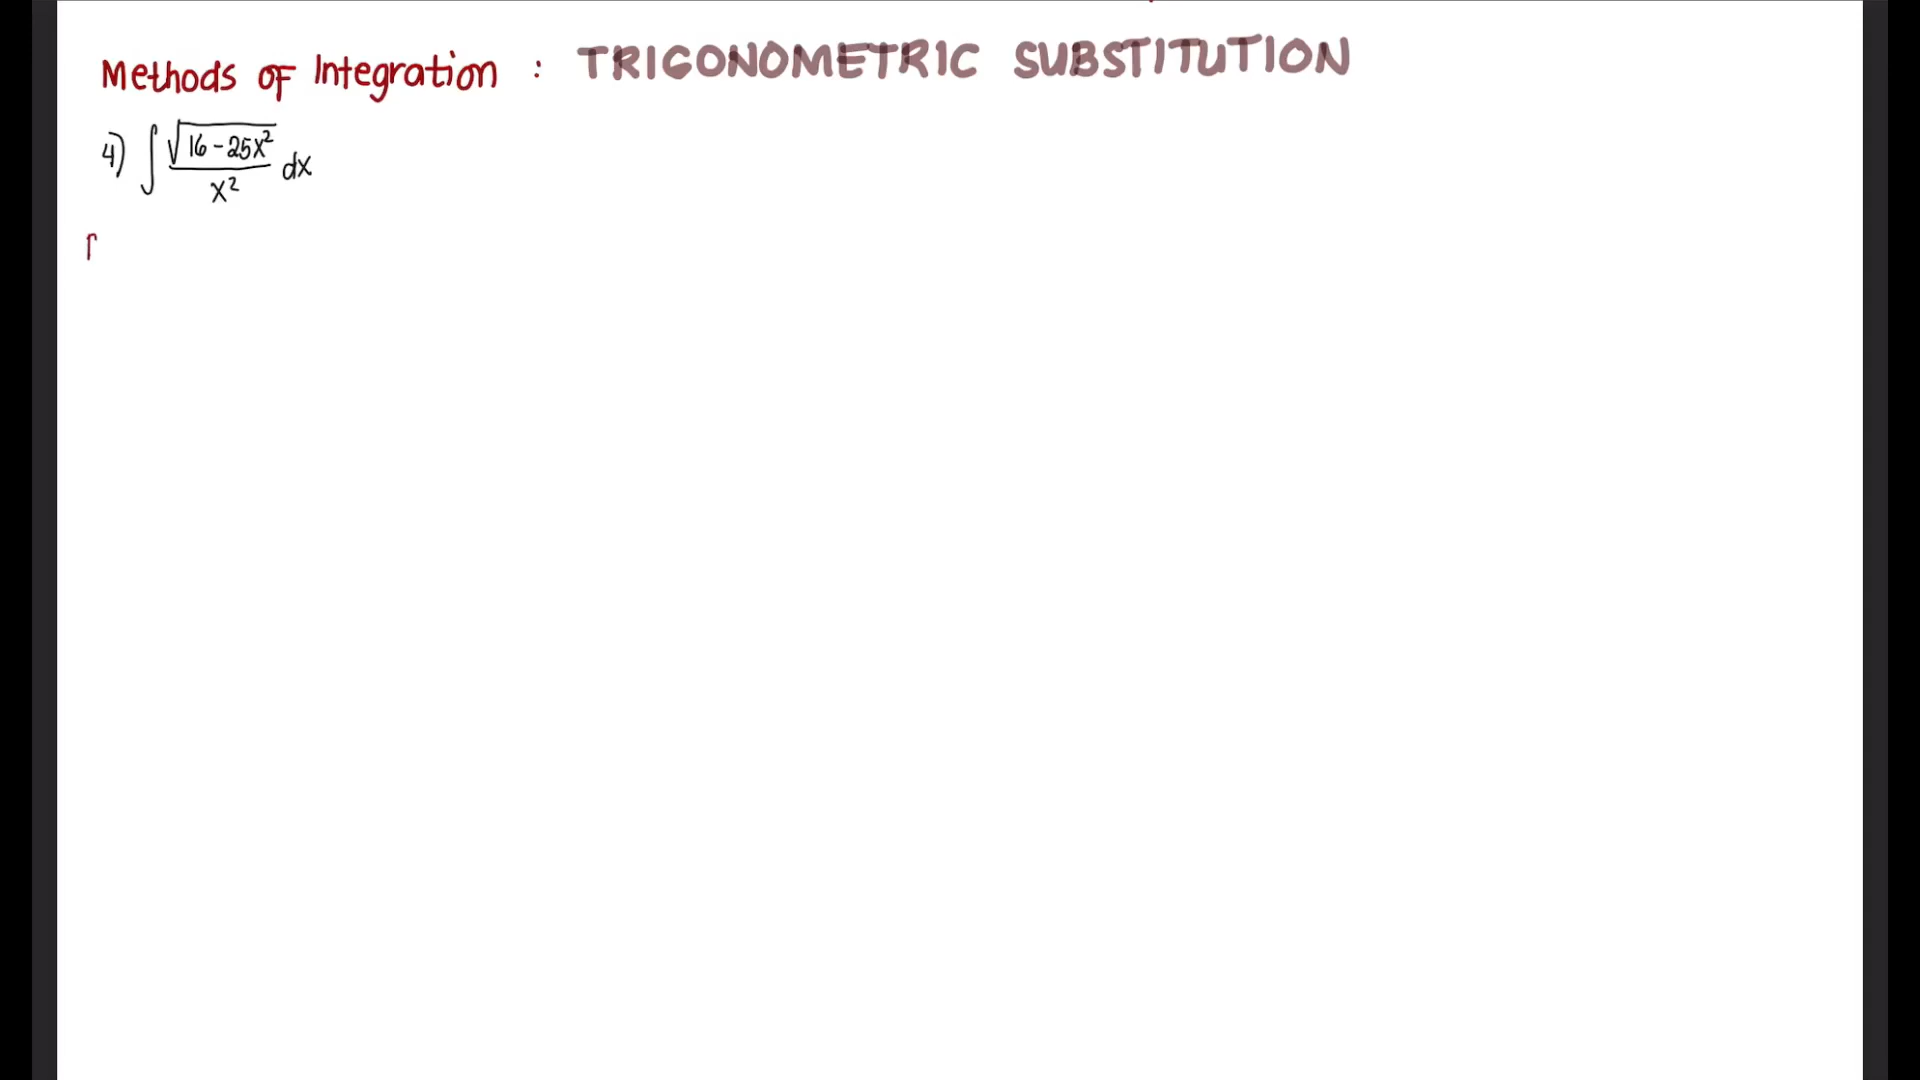 Methods of Integration : TRIGONOMETRIC SUBSTITUTION
4) ∫ √(16 - 25x²) / x² dx